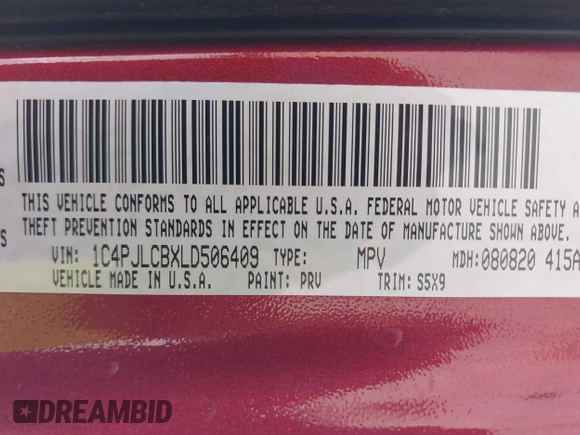 S
THIS VEHICLE CONFORMS TO ALL APPLICABLE U.S.A. FEDERAL MOTOR VEHICLE SAFETY A
S THEFT PREVENTION STANDARDS IN EFFECT ON THE DATE OF MANUFACTURE SHOWN ABOVE.
VIN: 1C4PJLCBXLD506409 TYPE: MPV MDH:080820 415A
VEHICLE MADE IN U.S.A. PAINT: PRV TRIM: S5X9
DREAMBID